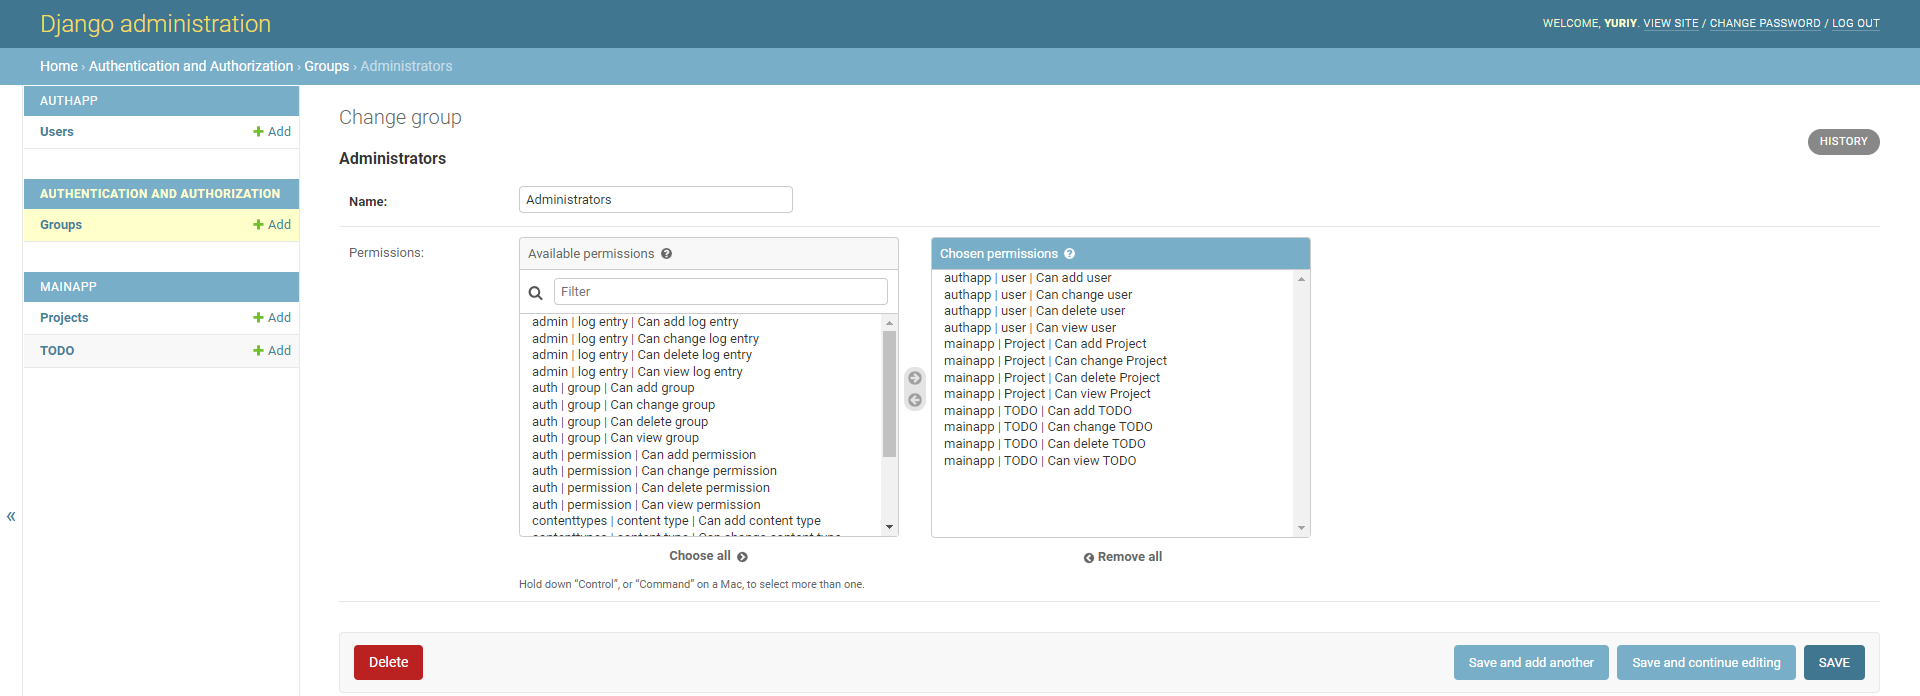 Django administration
WELCOME, YURIY. VIEW SITE / CHANGE PASSWORD / LOG OUT
Home › Authentication and Authorization › Groups › Administrators
AUTHAPP
Users Add
AUTHENTICATION AND AUTHORIZATION
Groups Add
MAINAPP
Projects Add
TODO Add
«
Change group
HISTORY
Administrators
Name: Administrators
Permissions:
Available permissions
Filter
admin | log entry | Can add log entry
admin | log entry | Can change log entry
admin | log entry | Can delete log entry
admin | log entry | Can view log entry
auth | group | Can add group
auth | group | Can change group
auth | group | Can delete group
auth | group | Can view group
auth | permission | Can add permission
auth | permission | Can change permission
auth | permission | Can delete permission
auth | permission | Can view permission
contenttypes | content type | Can add content type
contenttypes | content type | Can change content type
Choose all
Hold down “Control”, or “Command” on a Mac, to select more than one.
Chosen permissions
authapp | user | Can add user
authapp | user | Can change user
authapp | user | Can delete user
authapp | user | Can view user
mainapp | Project | Can add Project
mainapp | Project | Can change Project
mainapp | Project | Can delete Project
mainapp | Project | Can view Project
mainapp | TODO | Can add TODO
mainapp | TODO | Can change TODO
mainapp | TODO | Can delete TODO
mainapp | TODO | Can view TODO
Remove all
Delete
Save and add another
Save and continue editing
SAVE